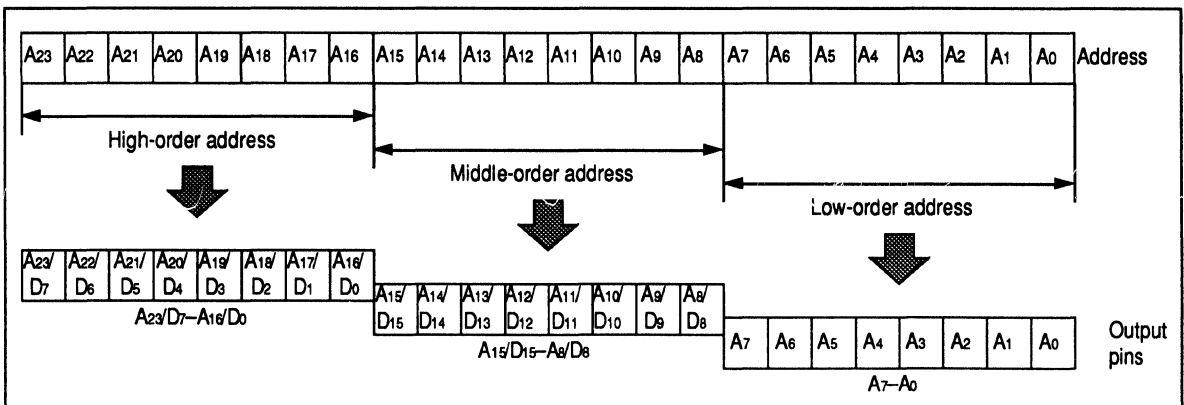 A23 A22 A21 A20 A19 A18 A17 A16 A15 A14 A13 A12 A11 A10 A9 A8 A7 A6 A5 A4 A3 A2 A1 A0 Address
High-order address
Middle-order address
Low-order address
A23/ A22/ A21/ A20/ A19/ A18/ A17/ A16/
D7 D6 D5 D4 D3 D2 D1 D0
A23/D7–A16/D0
A15/ A14/ A13/ A12/ A11/ A10/ A9/ A8/
D15 D14 D13 D12 D11 D10 D9 D8
A15/D15–A8/D8
A7 A6 A5 A4 A3 A2 A1 A0
Output
pins
A7–A0